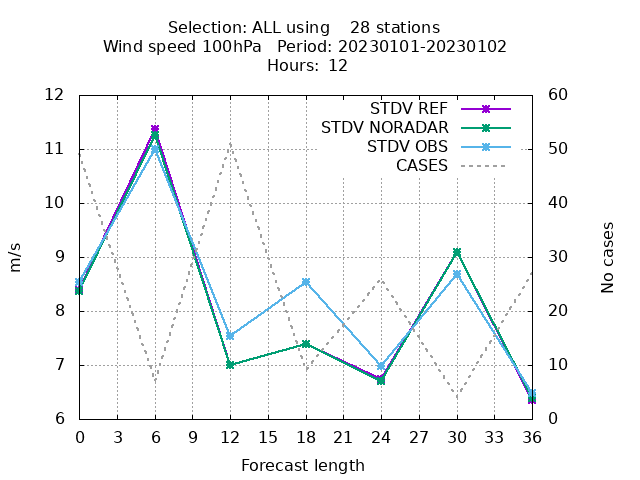 Selection: ALL using    28 stations
Wind speed 100hPa   Period: 20230101-20230102
Hours:  12
12
11
10
9
8
7
6
60
50
40
30
20
10
0
STDV REF
STDV NORADAR
STDV OBS
CASES
m/s
No cases
0 3 6 9 12 15 18 21 24 27 30 33 36
Forecast length